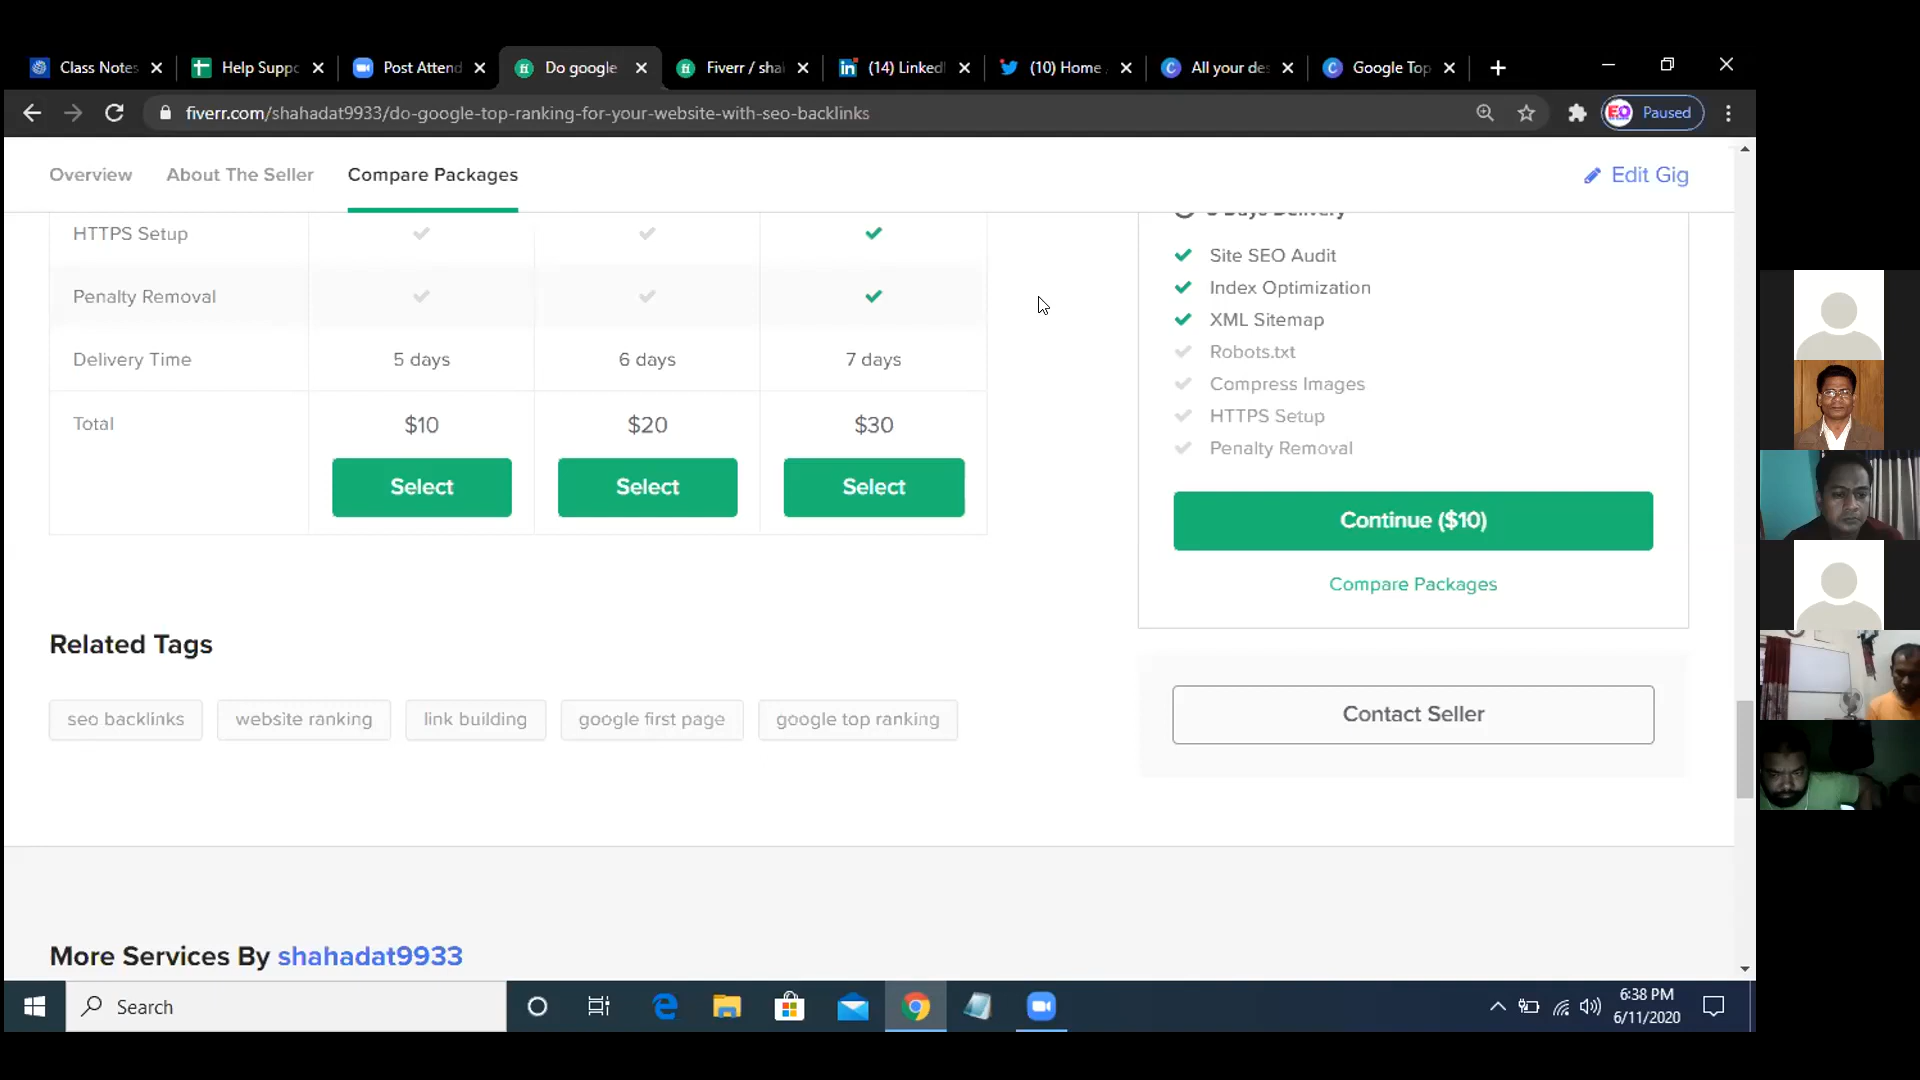 Class Notes
Help Suppo
Post Attend
Do google
Fiverr / sha
(14) LinkedI
(10) Home
All your des
Google Top
fiverr.com/shahadat9933/do-google-top-ranking-for-your-website-with-seo-backlinks
EO
Paused
Overview
About The Seller
Compare Packages
Edit Gig
HTTPS Setup
Penalty Removal
Delivery Time
5 days
6 days
7 days
Total
$10
$20
$30
Select
Select
Select
Days Delivery
Site SEO Audit
Index Optimization
XML Sitemap
Robots.txt
Compress Images
HTTPS Setup
Penalty Removal
Continue ($10)
Compare Packages
Contact Seller
Related Tags
seo backlinks
website ranking
link building
google first page
google top ranking
More Services By shahadat9933
Search
6:38 PM
6/11/2020